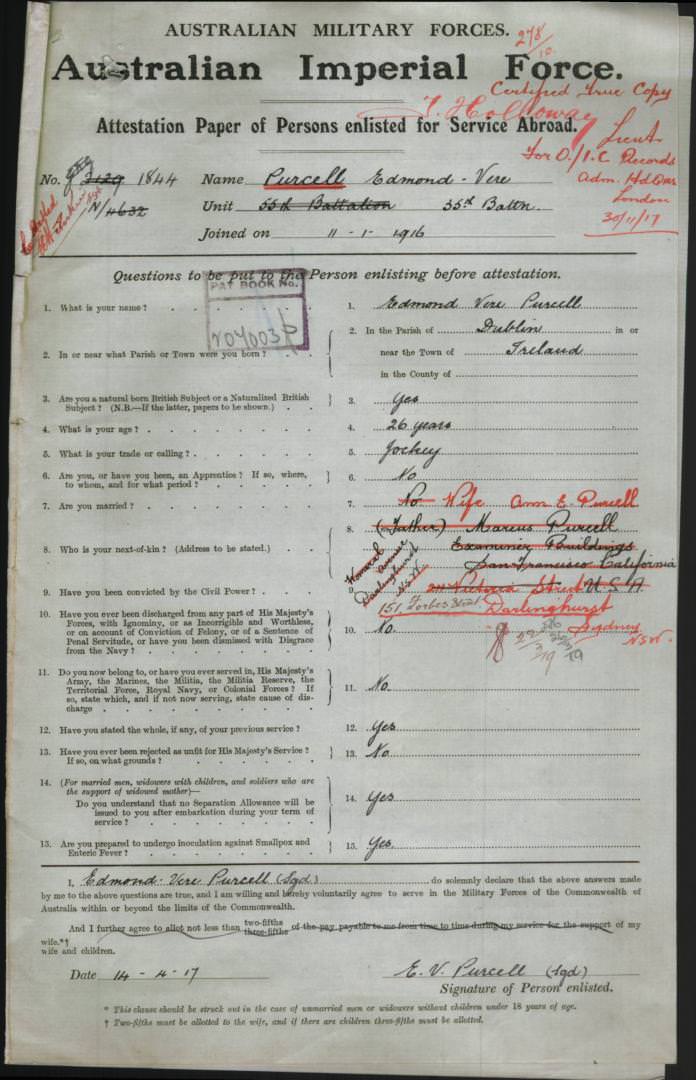 AUSTRALIAN MILITARY FORCES.
278/10.
Australian Imperial Force.
Certified True Copy
T. Holloway
Lieut
Attestation Paper of Persons enlisted for Service Abroad.
For O./I.C. Records
Adm. HdQrs
London
30/11/17
No. 3129 1844 Name Purcell Edmond - Vere
N/4632 Unit 55th Battalion 35th Battn.
Joined on 11 - 1 - 1916
Questions to be put to the Person enlisting before attestation.
PAY BOOK No.
1. What is your name? 1. Edmond Vere Purcell
2. In or near what Parish or Town were you born? 2. In the Parish of Dublin in or
near the Town of Ireland
in the County of
3. Are you a natural born British Subject or a Naturalized British
Subject? (N.B.—If the latter, papers to be shown.) 3. Yes
4. What is your age? 4. 26 years
5. What is your trade or calling? 5. Jockey
6. Are you, or have you been, an Apprentice? If so, where,
to whom, and for what period? 6. No
7. Are you married? 7. No. Wife Ann E. Purcell
8. Who is your next-of-kin? (Address to be stated.) 8. (Father) Marcus Purcell
Examiner Buildings
San Francisco California
U.S.A
Womerah
Avenue
Darlinghurst
NSW
9. Have you been convicted by the Civil Power? 9. 211 Victoria Street
151 Forbes Street Darlinghurst
Sydney
NSW.
10. Have you ever been discharged from any part of His Majesty's
Forces, with Ignominy, or as Incorrigible and Worthless,
or on account of Conviction of Felony, or of a Sentence
of Penal Servitude, or have you been dismissed with Disgrace
from the Navy? 10. No.
11. Do you now belong to, or have you ever served in, His Majesty's
Army, the Marines, the Militia, the Militia Reserve, the
Territorial Force, Royal Navy, or Colonial Forces? If
so, state which, and if not now serving, state cause of dis-
charge 11. No.
12. Have you stated the whole, if any, of your previous service? 12. Yes
13. Have you ever been rejected as unfit for His Majesty's Service?
If so, on what grounds? 13. No
14. (For married men, widowers with children, and soldiers who are
the support of widowed mother)—
Do you understand that no Separation Allowance will be
issued to you after embarkation during your term of
service? 14. Yes
15. Are you prepared to undergo inoculation against Smallpox and
Enteric Fever? 15. Yes.
I, Edmond - Vere Purcell (Sgd.) do solemnly declare that the above answers made
by me to the above questions are true, and I am willing and hereby voluntarily agree to serve in the Military Forces of the Commonwealth of
Australia within or beyond the limits of the Commonwealth.
And I further agree to allot not less than two-fifths three-fifths of the pay payable to me from time to time during my service for the support of my
wife.*†
wife and children.
Date 14 - 4 - 17 E. V. Purcell (Sgd)
Signature of Person enlisted.
* This clause should be struck out in the case of unmarried men or widowers without children under 18 years of age.
† Two-fifths must be allotted to the wife, and if there are children three-fifths must be allotted.